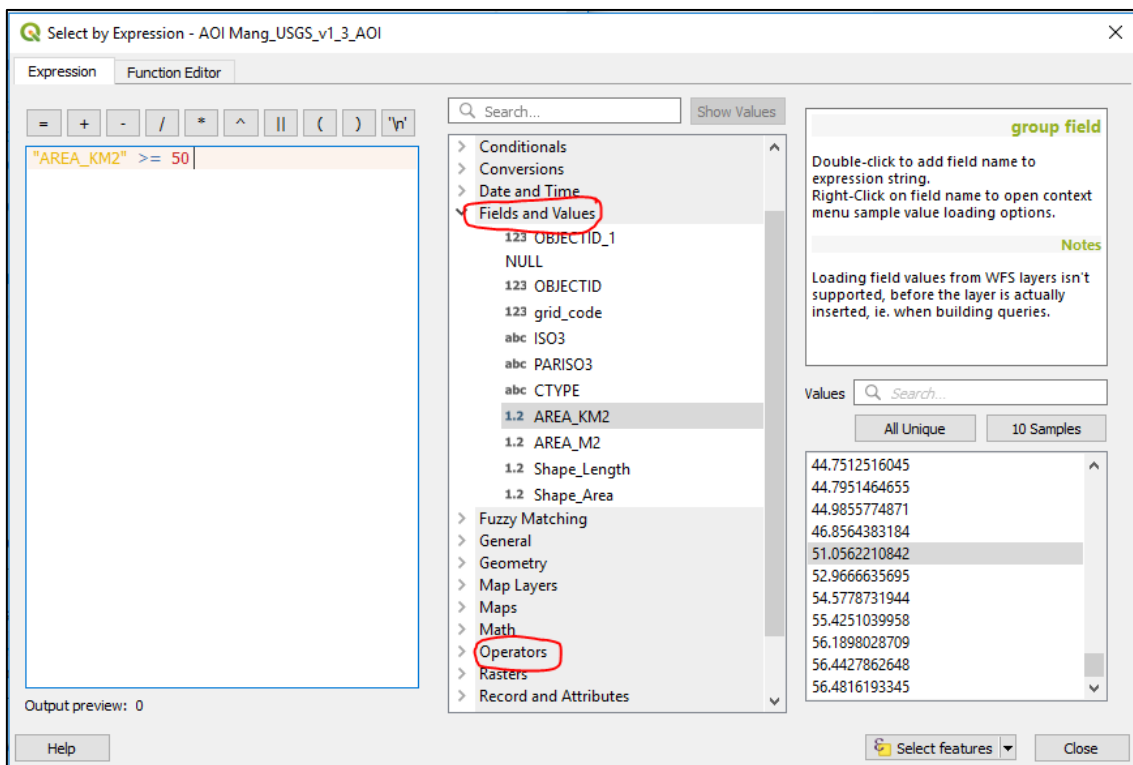 Select by Expression - AOI Mang_USGS_v1_3_AOI
Expression
Function Editor
= + - / * ^ || ( ) '\n'
"AREA_KM2" >= 50
Output preview: 0
Search...
Show Values
Conditionals
Conversions
Date and Time
Fields and Values
123 OBJECTID_1
NULL
123 OBJECTID
123 grid_code
abc ISO3
abc PARISO3
abc CTYPE
1.2 AREA_KM2
1.2 AREA_M2
1.2 Shape_Length
1.2 Shape_Area
Fuzzy Matching
General
Geometry
Map Layers
Maps
Math
Operators
Rasters
Record and Attributes
group field
Double-click to add field name to
expression string.
Right-Click on field name to open context
menu sample value loading options.
Notes
Loading field values from WFS layers isn't
supported, before the layer is actually
inserted, ie. when building queries.
Values
Search...
All Unique
10 Samples
44.7512516045
44.7951464655
44.9855774871
46.8564383184
51.0562210842
52.9666635695
54.5778731944
55.4251039958
56.1898028709
56.4427862648
56.4816193345
Help
Select features
Close